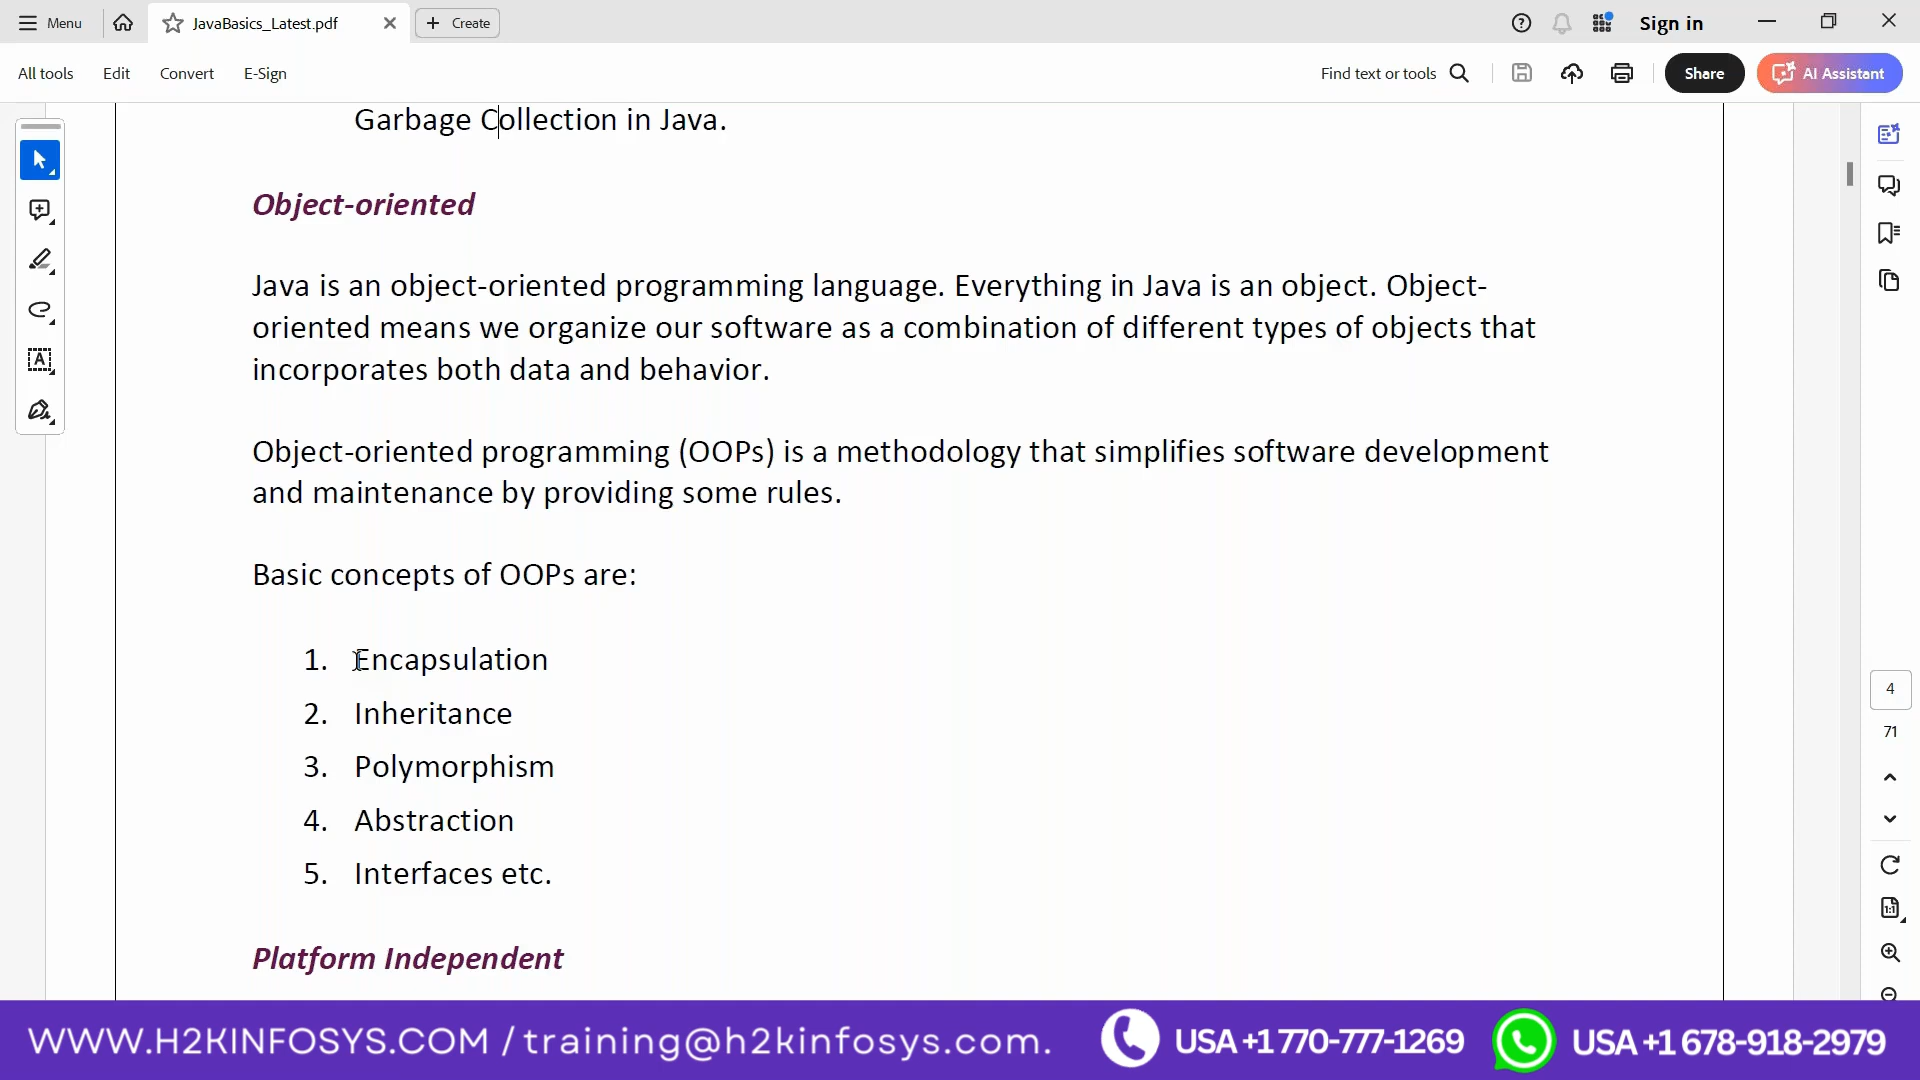 Menu
JavaBasics_Latest.pdf
Create
Sign in
All tools
Edit
Convert
E-Sign
Find text or tools
Share
AI Assistant
Garbage Collection in Java.
Object-oriented
Java is an object-oriented programming language. Everything in Java is an object. Object-
oriented means we organize our software as a combination of different types of objects that
incorporates both data and behavior.
Object-oriented programming (OOPs) is a methodology that simplifies software development
and maintenance by providing some rules.
Basic concepts of OOPs are:
1. Encapsulation
2. Inheritance
3. Polymorphism
4. Abstraction
5. Interfaces etc.
Platform Independent
4
71
WWW.H2KINFOSYS.COM / training@h2kinfosys.com.
USA +1 770-777-1269
USA +1 678-918-2979